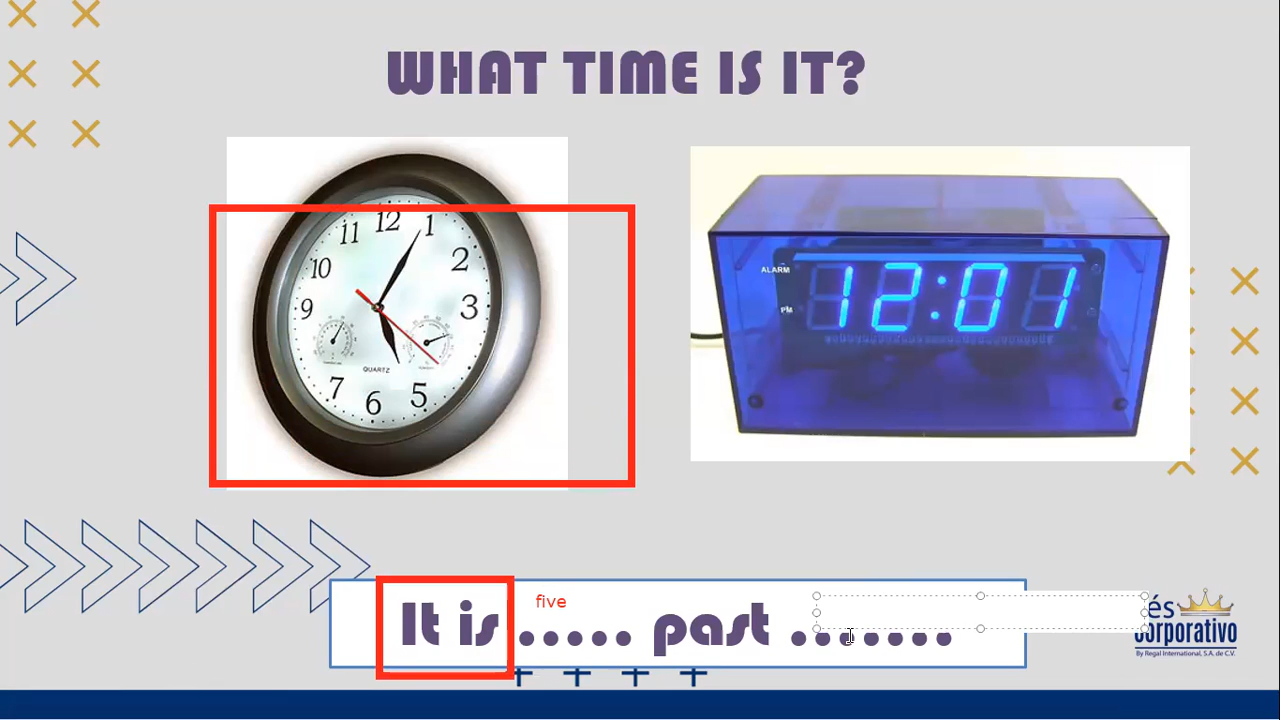 WHAT TIME IS IT?
12
1
2
3
5
6
7
9
10
11
QUARTZ
ALARM
PM
12:01
five
It is ..... past .......
és
corporativo
By Regal International, S.A. de C.V.